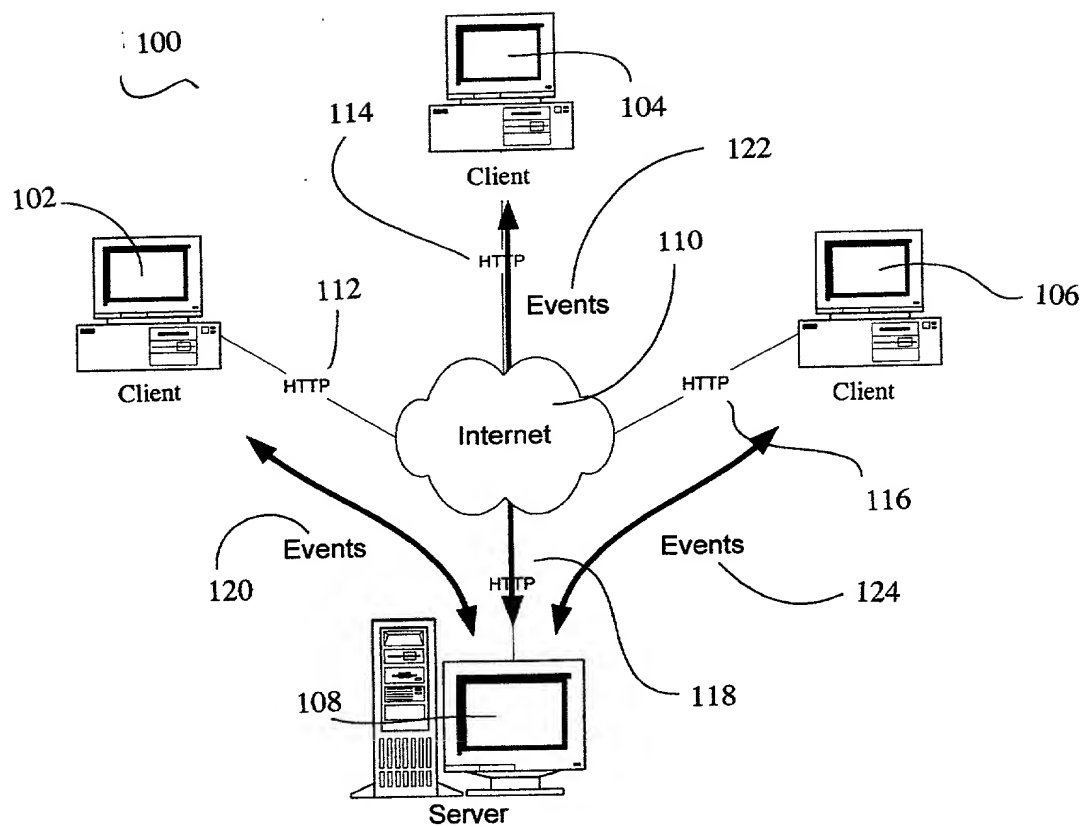 100
104
114
122
Client
102
HTTP
110
112
Events
106
Client
HTTP
HTTP
Client
Internet
116
Events
Events
120
HTTP
124
118
108
Server